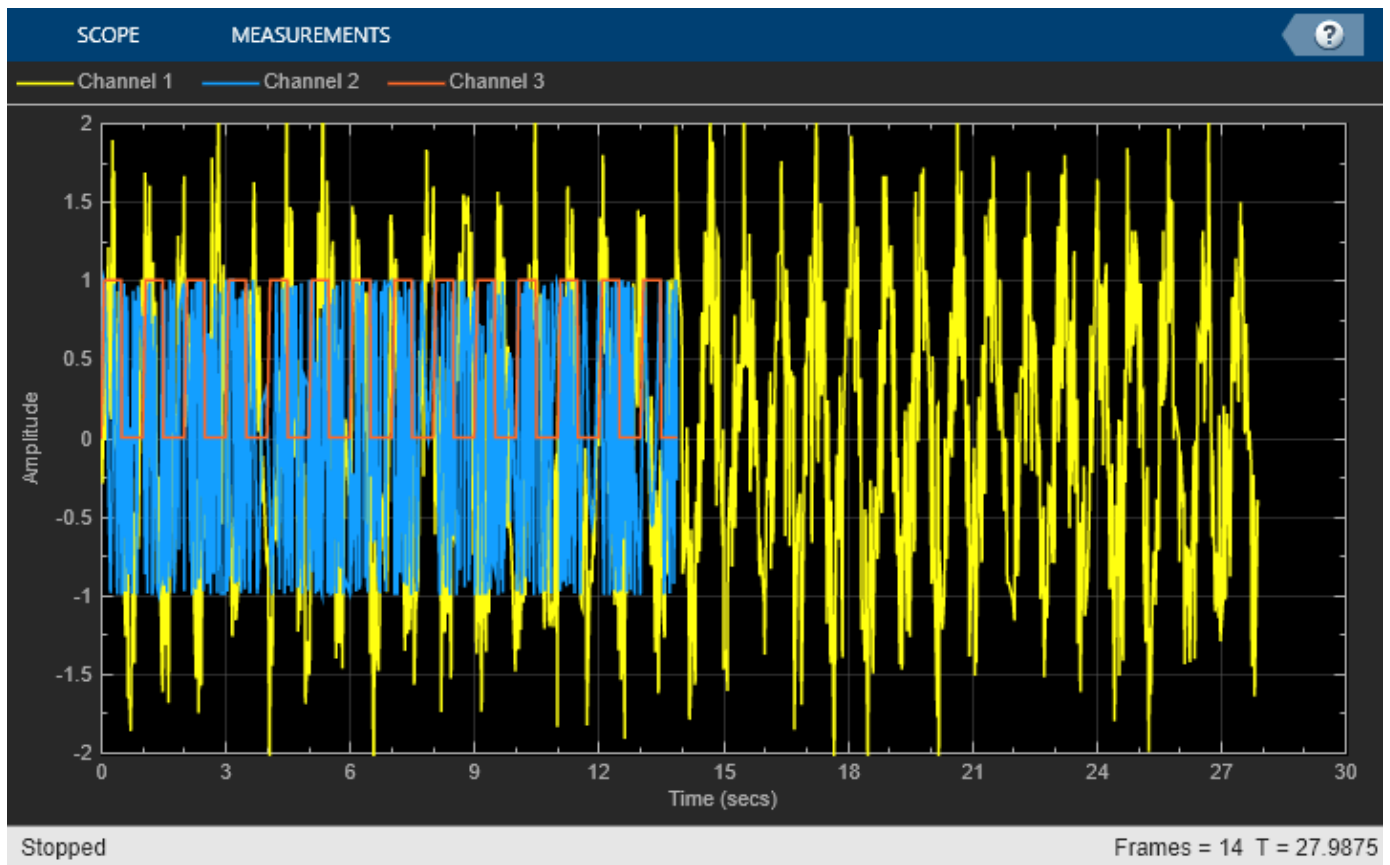 SCOPE MEASUREMENTS ?
Channel 1 Channel 2 Channel 3
2
1.5
1
0.5
0
-0.5
-1
-1.5
-2
Amplitude
0 3 6 9 12 15 18 21 24 27 30
Time (secs)
Stopped Frames = 14 T = 27.9875